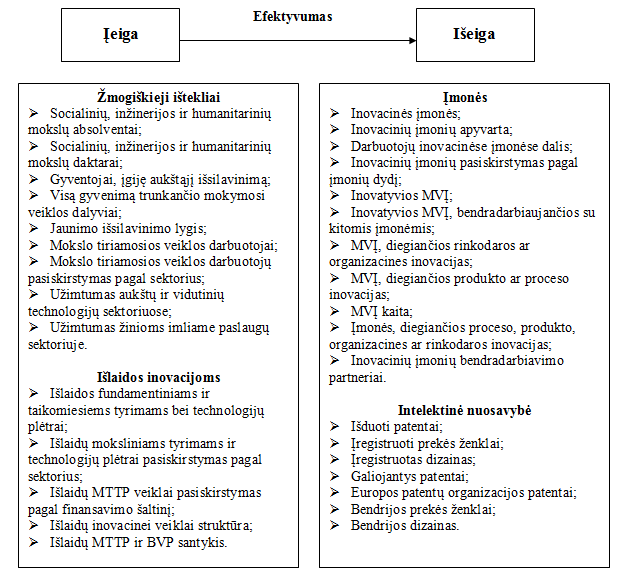 Efektyvumas
Įeiga
Išeiga
Žmogiškieji ištekliai
➢ Socialinių, inžinerijos ir humanitarinių
mokslų absolventai;
➢ Socialinių, inžinerijos ir humanitarinių
mokslų daktarai;
➢ Gyventojai, įgiję aukštąjį išsilavinimą;
➢ Visą gyvenimą trunkančio mokymosi
veiklos dalyviai;
➢ Jaunimo išsilavinimo lygis;
➢ Mokslo tiriamosios veiklos darbuotojai;
➢ Mokslo tiriamosios veiklos darbuotojų
pasiskirstymas pagal sektorius;
➢ Užimtumas aukštų ir vidutinių
technologijų sektoriuose;
➢ Užimtumas žinioms imliame paslaugų
sektoriuje.
Išlaidos inovacijoms
➢ Išlaidos fundamentiniams ir
taikomiesiems tyrimams bei technologijų
plėtrai;
➢ Išlaidų moksliniams tyrimams ir
technologijų plėtrai pasiskirstymas pagal
sektorius;
➢ Išlaidų MTTP veiklai pasiskirstymas
pagal finansavimo šaltinį;
➢ Išlaidų inovacinei veiklai struktūra;
➢ Išlaidų MTTP ir BVP santykis.
Įmonės
➢ Inovacinės įmonės;
➢ Inovacinių įmonių apyvarta;
➢ Darbuotojų inovacinėse įmonėse dalis;
➢ Inovacinių įmonių pasiskirstymas pagal
įmonių dydį;
➢ Inovatyvios MVĮ;
➢ Inovatyvios MVĮ, bendradarbiaujančios su
kitomis įmonėmis;
➢ MVĮ, diegiančios rinkodaros ar
organizacines inovacijas;
➢ MVĮ, diegiančios produkto ar proceso
inovacijas;
➢ MVĮ kaita;
➢ Įmonės, diegiančios proceso, produkto,
organizacines ar rinkodaros inovacijas;
➢ Inovacinių įmonių bendradarbiavimo
partneriai.
Intelektinė nuosavybė
➢ Išduoti patentai;
➢ Įregistruoti prekės ženklai;
➢ Įregistruotas dizainas;
➢ Galiojantys patentai;
➢ Europos patentų organizacijos patentai;
➢ Bendrijos prekės ženklai;
➢ Bendrijos dizainas.